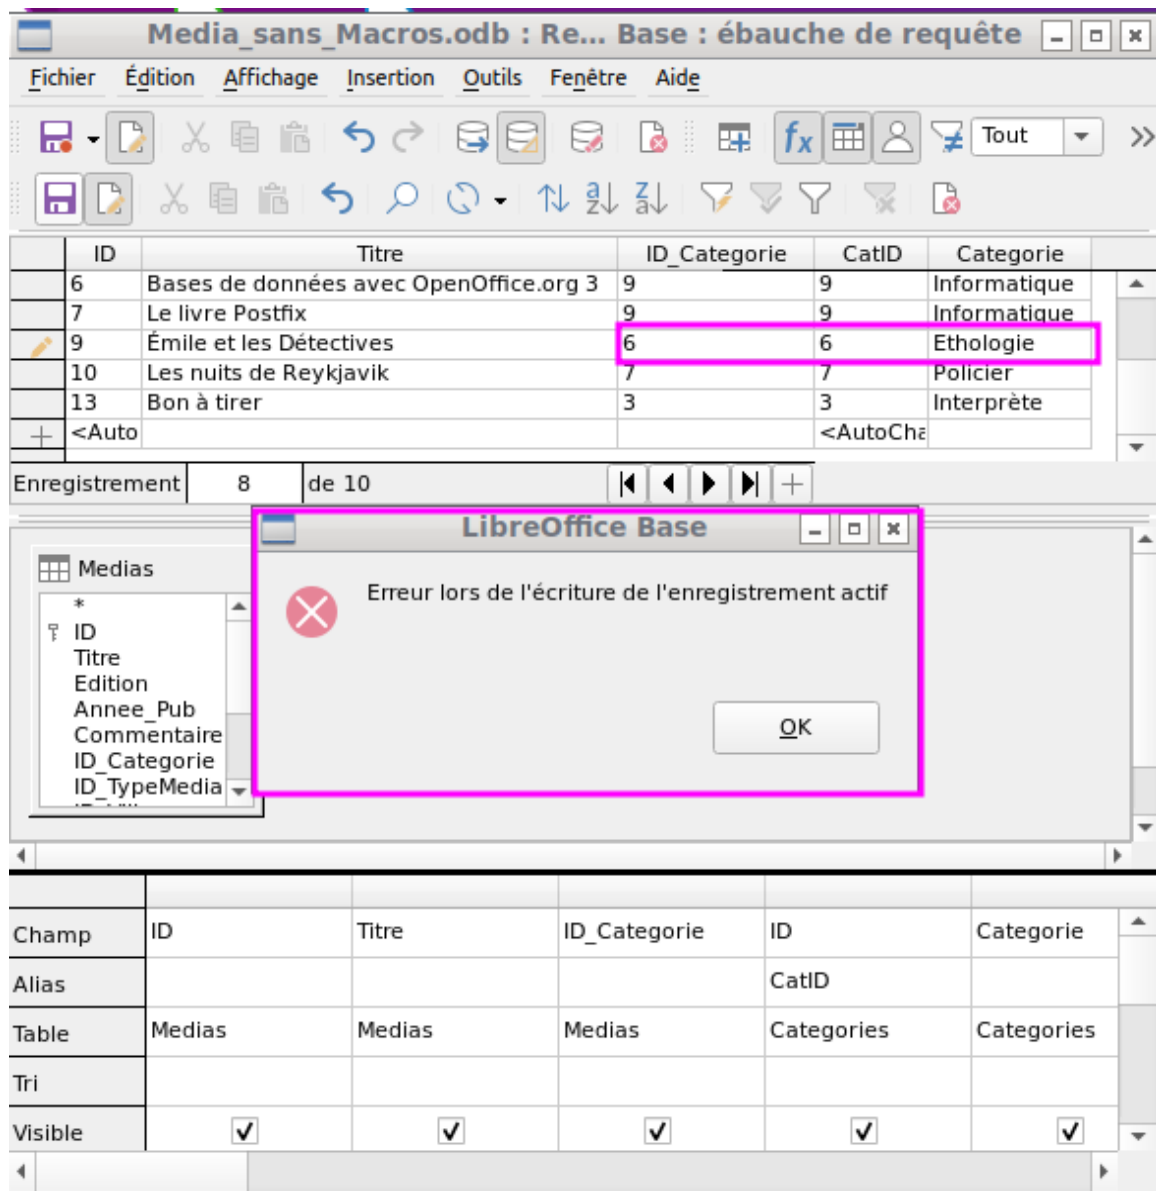 Media_sans_Macros.odb : Re... Base : ébauche de requête
Fichier Édition Affichage Insertion Outils Fenêtre Aide
Tout
ID Titre ID_Categorie CatID Categorie
6 Bases de données avec OpenOffice.org 3 9 9 Informatique
7 Le livre Postfix 9 9 Informatique
9 Émile et les Détectives 6 6 Ethologie
10 Les nuits de Reykjavik 7 7 Policier
13 Bon à tirer 3 3 Interprète
<Auto <AutoCha
Enregistrement 8 de 10
LibreOffice Base
Erreur lors de l'écriture de l'enregistrement actif
OK
Medias
*
ID
Titre
Edition
Annee_Pub
Commentaire
ID_Categorie
ID_TypeMedia
Champ ID Titre ID_Categorie ID Categorie
Alias CatID
Table Medias Medias Medias Categories Categories
Tri
Visible